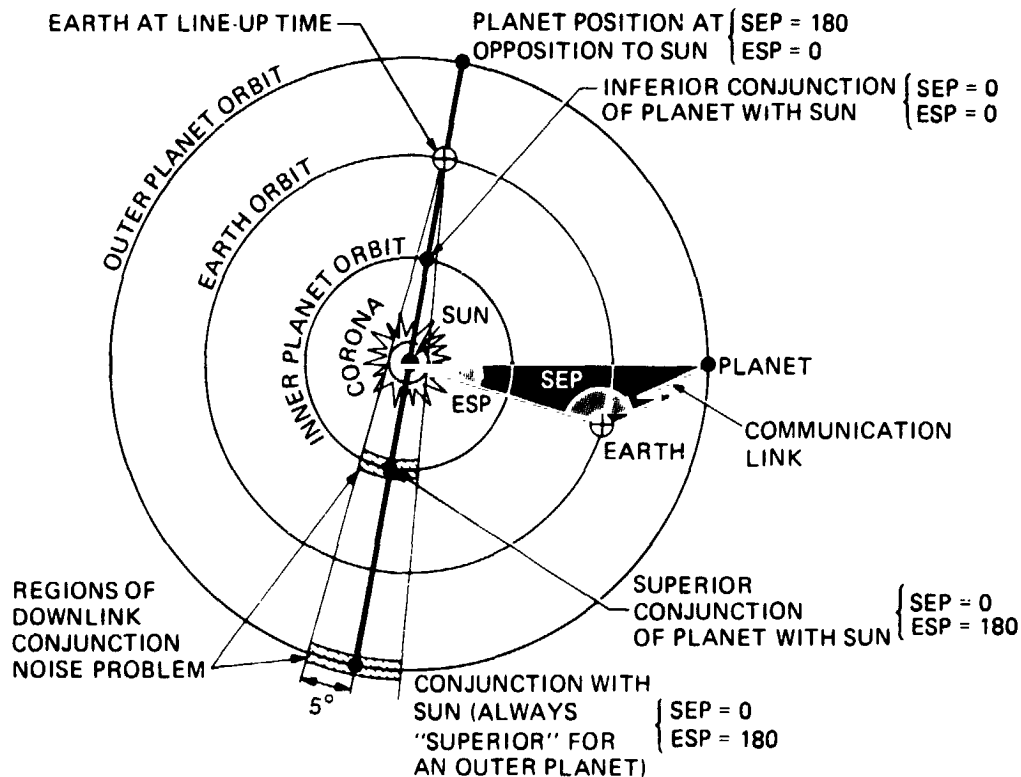 EARTH AT LINE-UP TIME
PLANET POSITION AT OPPOSITION TO SUN
SEP = 180
ESP = 0
INFERIOR CONJUNCTION
OF PLANET WITH SUN
SEP = 0
ESP = 0
OUTER PLANET ORBIT
EARTH ORBIT
INNER PLANET ORBIT
CORONA
SUN
SEP
ESP
PLANET
EARTH
COMMUNICATION
LINK
REGIONS OF
DOWNLINK
CONJUNCTION
NOISE PROBLEM
5°
SUPERIOR
CONJUNCTION
OF PLANET WITH SUN
SEP = 0
ESP = 180
CONJUNCTION WITH
SUN (ALWAYS
"SUPERIOR" FOR
AN OUTER PLANET)
SEP = 0
ESP = 180